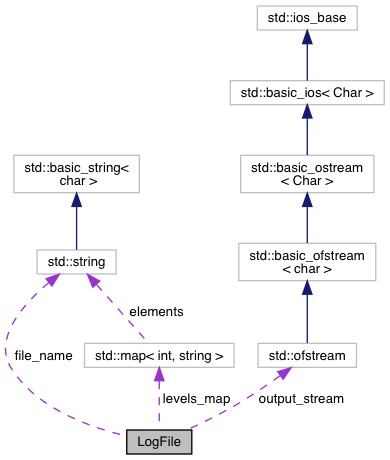 std::ios_base
std::basic_ios< Char >
std::basic_string<
char >
std::basic_ostream
< Char >
std::string
std::basic_ofstream
< char >
elements
file_name
std::map< int, string >
std::ofstream
levels_map
output_stream
LogFile